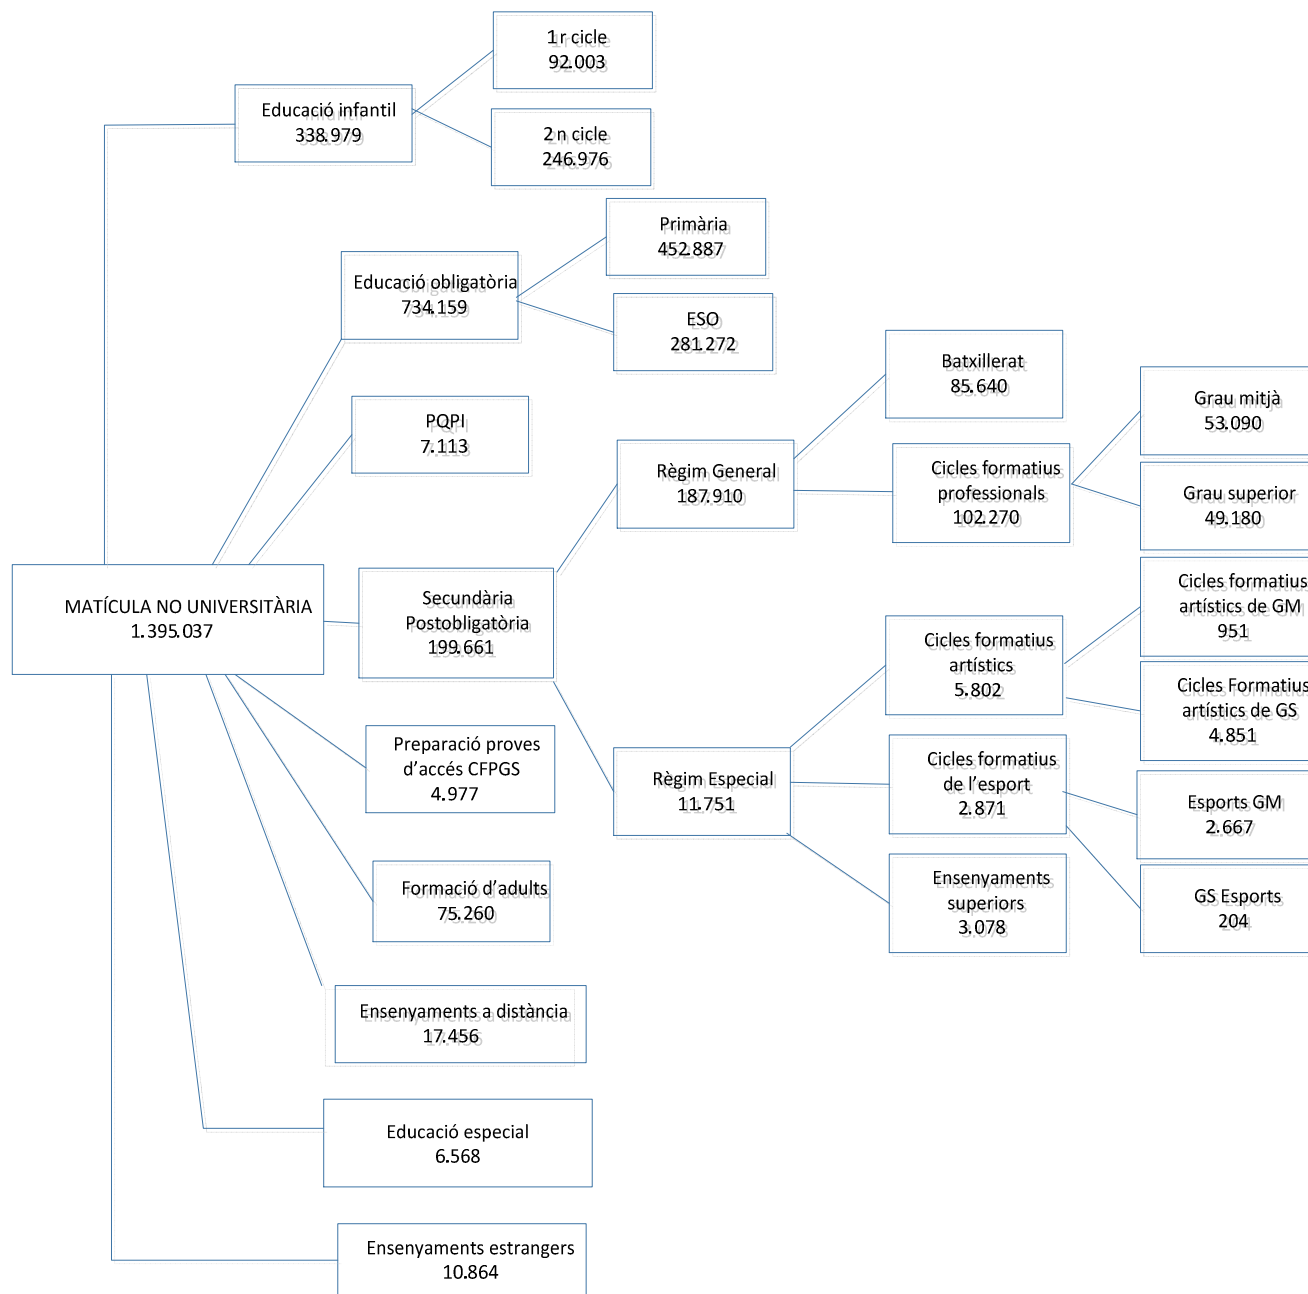 1r cicle
92.003
Educació infantil
338.979
2n cicle
246.976
Primària
452.887
Educació obligatòria
734.159
ESO
281.272
Batxillerat
85.640
Grau mitjà
53.090
PQPI
7.113
Règim General
187.910
Cicles formatius
professionals
102.270
Grau superior
49.180
MATÍCULA NO UNIVERSITÀRIA
1.395.037
Secundària
Postobligatòria
199.661
Cicles formatius
artístics de GM
951
Cicles formatius
artístics
5.802
Cicles Formatius
artístics de GS
4.851
Preparació proves
d’accés CFPGS
4.977
Règim Especial
11.751
Cicles formatius
de l’esport
2.871
Esports GM
2.667
Formació d’adults
75.260
Ensenyaments
superiors
3.078
GS Esports
204
Ensenyaments a distància
17.456
Educació especial
6.568
Ensenyaments estrangers
10.864